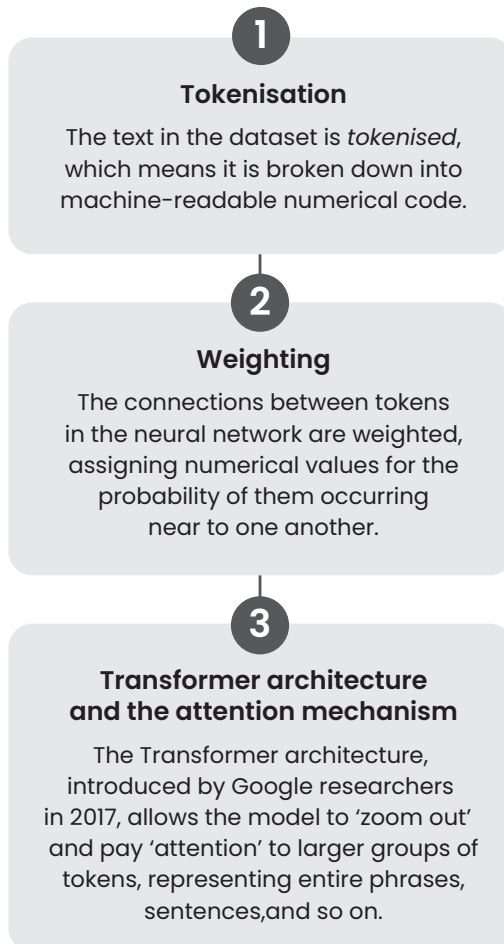 1
Tokenisation
The text in the dataset is tokenised,
which means it is broken down into
machine-readable numerical code.
2
Weighting
The connections between tokens
in the neural network are weighted,
assigning numerical values for the
probability of them occurring
near to one another.
3
Transformer architecture
and the attention mechanism
The Transformer architecture,
introduced by Google researchers
in 2017, allows the model to ‘zoom out’
and pay ‘attention’ to larger groups of
tokens, representing entire phrases,
sentences,and so on.